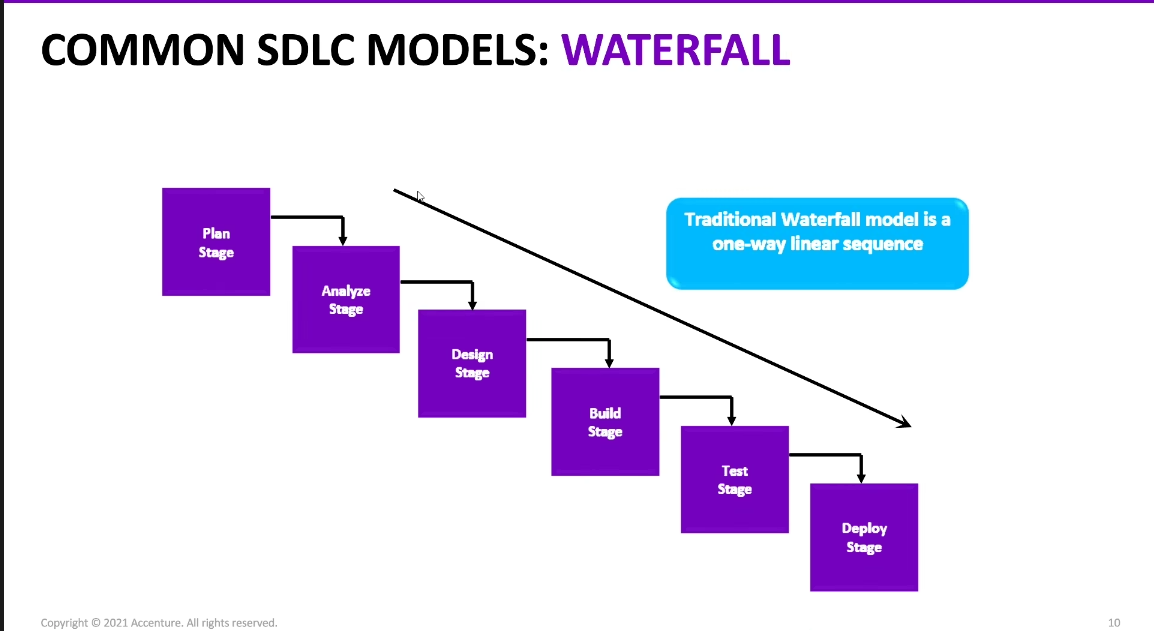 COMMON SDLC MODELS: WATERFALL
Traditional Waterfall model is a
one-way linear sequence
Plan
Stage
Analyze
Stage
Design
Stage
Build
Stage
Test
Stage
Deploy
Stage
Copyright © 2021 Accenture. All rights reserved.
10